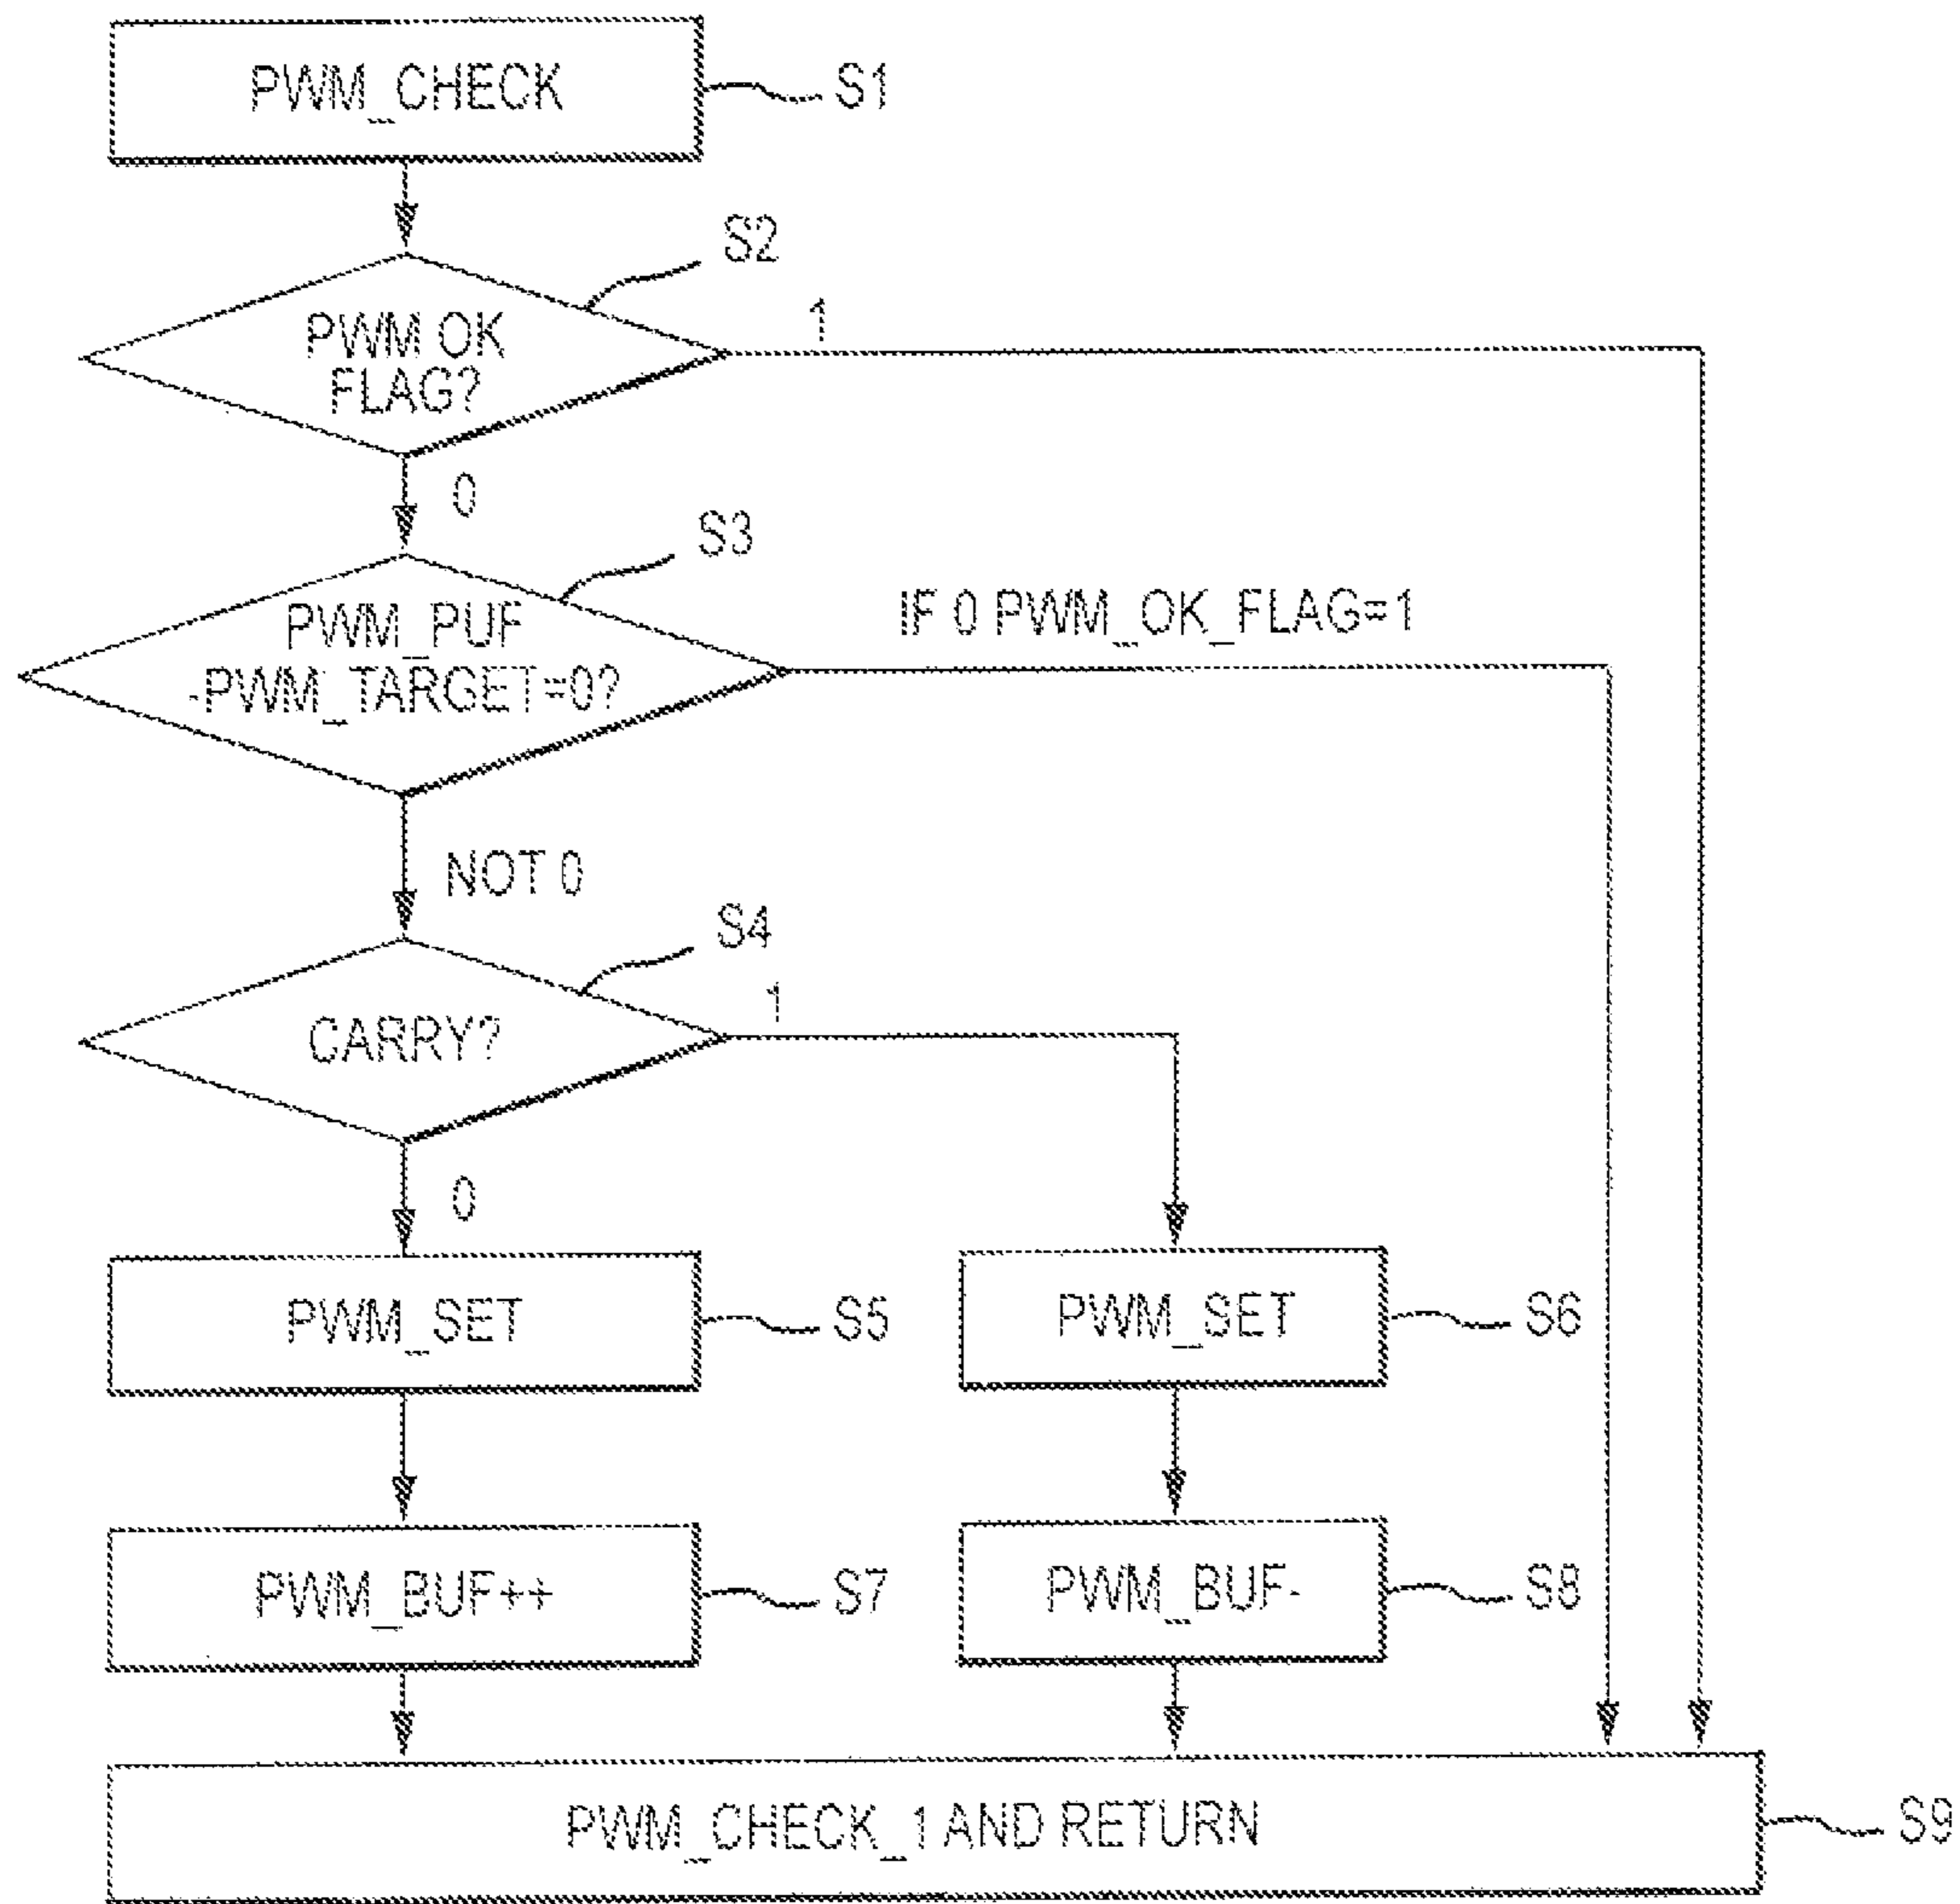 PWM_CHECK
S1
S2
PWM OK
FLAG?
1
0
S3
PWM_PUF
-PWM_TARGET=0?
IF 0 PWM_OK_FLAG=1
NOT 0
S4
CARRY?
1
0
PWM_SET
S5
PWM_SET
S6
PWM_BUF++
S7
PWM_BUF-
S8
PWM_CHECK_1 AND RETURN
S9